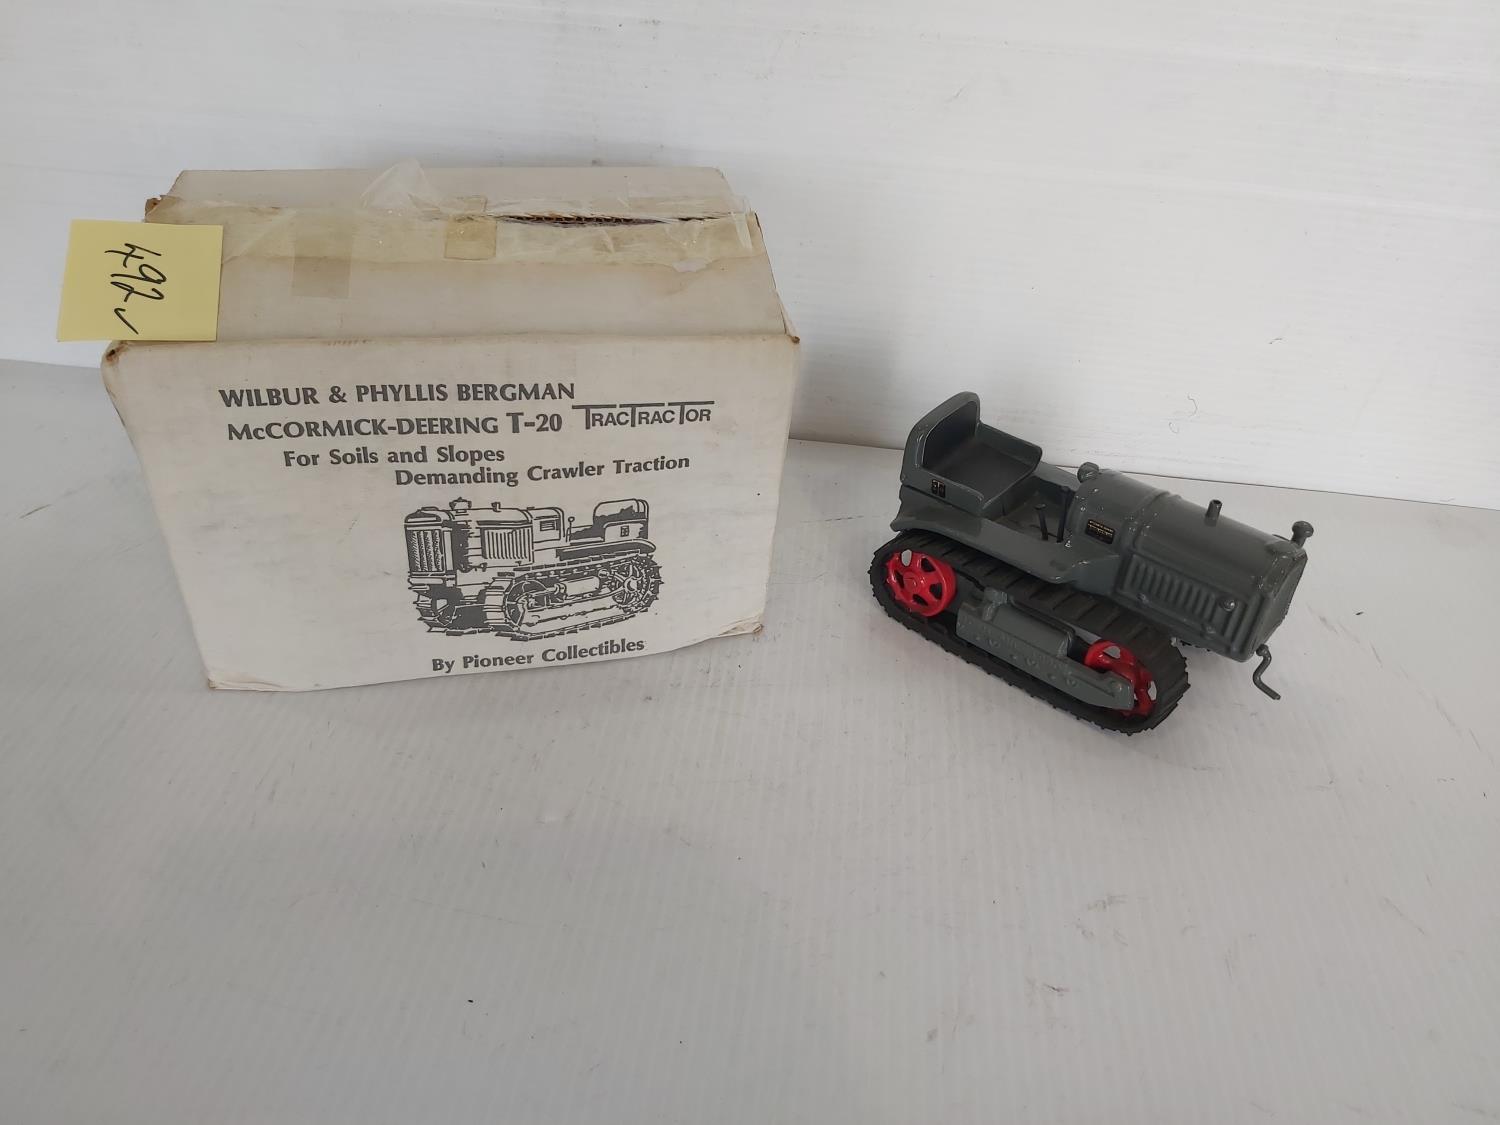 492
WILBUR & PHYLLIS BERGMAN
McCORMICK-DEERING T-20 TRACTRACTOR
For Soils and Slopes
Demanding Crawler Traction
By Pioneer Collectibles